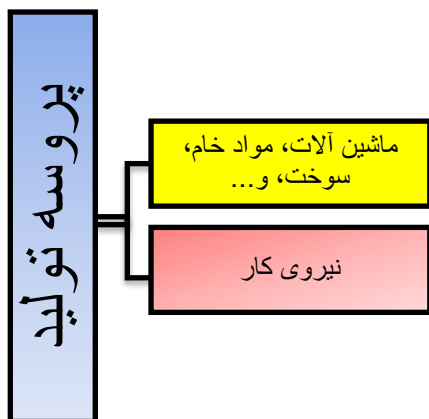 پروسه تولید
ماشین آلات، مواد خام،
سوخت، و...
نیروی کار